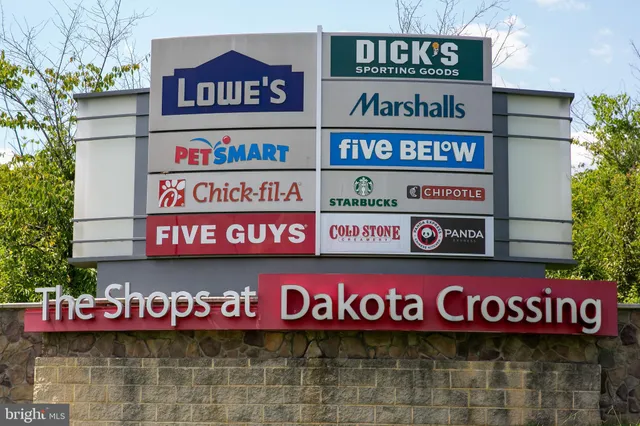 LOWE'S
DICK'S
SPORTING GOODS
Marshalls
PETSMART
five BELOW
Chick-fil-A
STARBUCKS
CHIPOTLE
FIVE GUYS
COLD STONE
CREAMERY
PANDA
EXPRESS
The Shops at Dakota Crossing
bright MLS